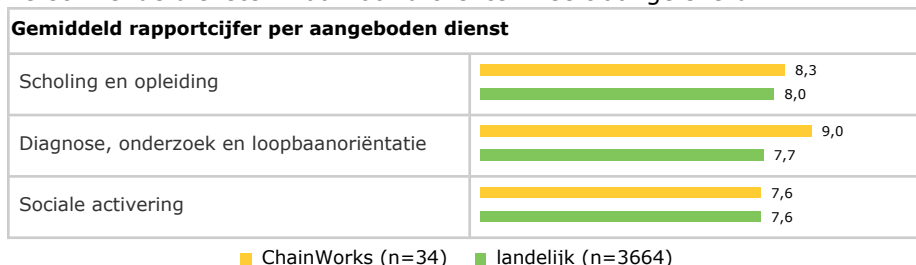 Gemiddeld rapportcijfer per aangeboden dienst
Scholing en opleiding
8,3
8,0
Diagnose, onderzoek en loopbaanoriëntatie
9,0
7,7
Sociale activering
7,6
7,6
ChainWorks (n=34) landelijk (n=3664)